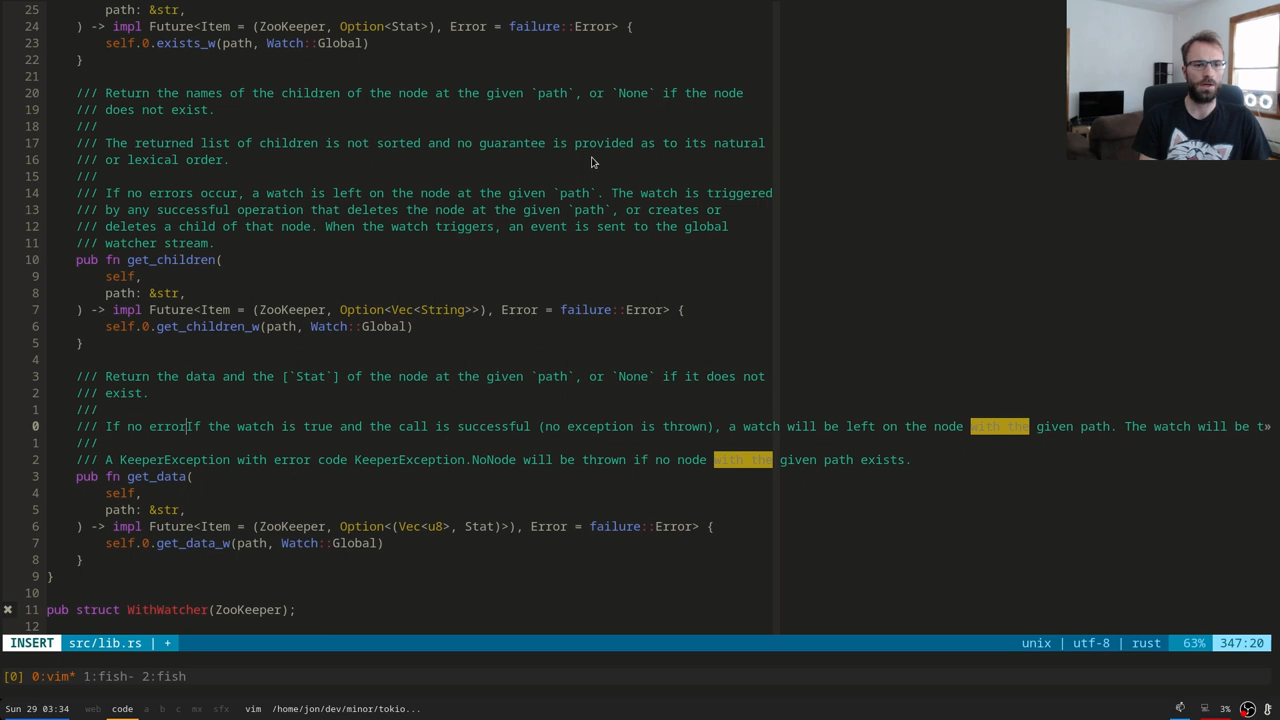 25         path: &str,
24     ) -> impl Future<Item = (ZooKeeper, Option<Stat>), Error = failure::Error> {
23         self.0.exists_w(path, Watch::Global)
22     }
21
20     /// Return the names of the children of the node at the given `path`, or `None` if the node
19     /// does not exist.
18     ///
17     /// The returned list of children is not sorted and no guarantee is provided as to its natural
16     /// or lexical order.
15     ///
14     /// If no errors occur, a watch is left on the node at the given `path`. The watch is triggered
13     /// by any successful operation that deletes the node at the given `path`, or creates or
12     /// deletes a child of that node. When the watch triggers, an event is sent to the global
11     /// watcher stream.
10     pub fn get_children(
9         self,
8         path: &str,
7     ) -> impl Future<Item = (ZooKeeper, Option<Vec<String>>), Error = failure::Error> {
6         self.0.get_children_w(path, Watch::Global)
5     }
4
3     /// Return the data and the [`Stat`] of the node at the given `path`, or `None` if it does not
2     /// exist.
1     ///
0     /// If no errorIf the watch is true and the call is successful (no exception is thrown), a watch will be left on the node with the given path. The watch will be t»
1     ///
2     /// A KeeperException with error code KeeperException.NoNode will be thrown if no node with the given path exists.
3     pub fn get_data(
4         self,
5         path: &str,
6     ) -> impl Future<Item = (ZooKeeper, Option<(Vec<u8>, Stat)>), Error = failure::Error> {
7         self.0.get_data_w(path, Watch::Global)
8     }
9 }
10
✖ 11 pub struct WithWatcher(ZooKeeper);
12
INSERT src/lib.rs | + unix | utf-8 | rust 63% 347:20
[0] 0:vim* 1:fish- 2:fish
Sun 29 03:34 web code a b c mx sfx vim /home/jon/dev/minor/tokio... 3%